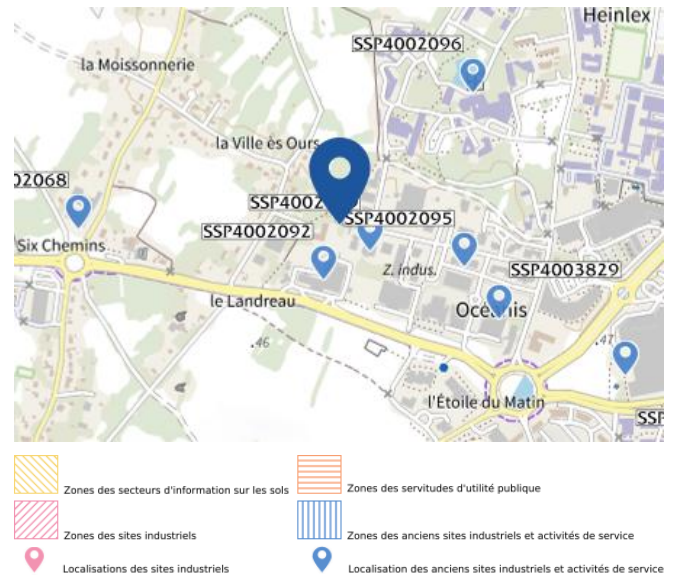 Heinlex
SSP4002096
la Moissonnerie
la Ville ès Ours
02068
SSP4002
SSP4002095
SSP4002092
Six Chemins
Z. indus.
SSP4003829
le Landreau
Océanis
.46
.47
l'Étoile du Matin
SSP
Zones des secteurs d'information sur les sols
Zones des servitudes d'utilité publique
Zones des sites industriels
Zones des anciens sites industriels et activités de service
Localisations des sites industriels
Localisation des anciens sites industriels et activités de service